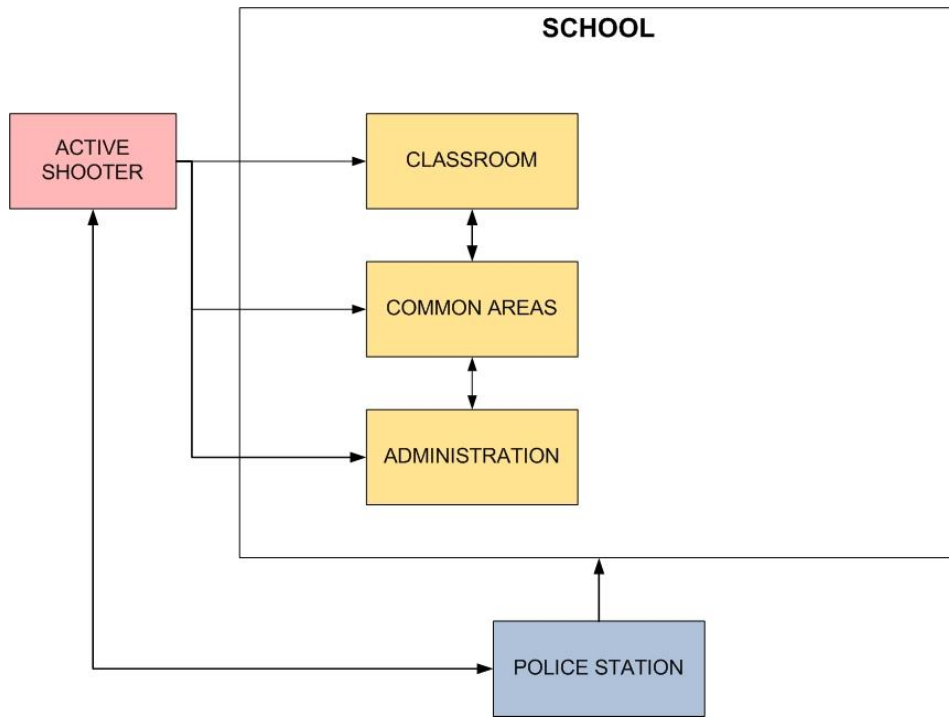 SCHOOL
ACTIVE
SHOOTER
CLASSROOM
COMMON AREAS
ADMINISTRATION
POLICE STATION